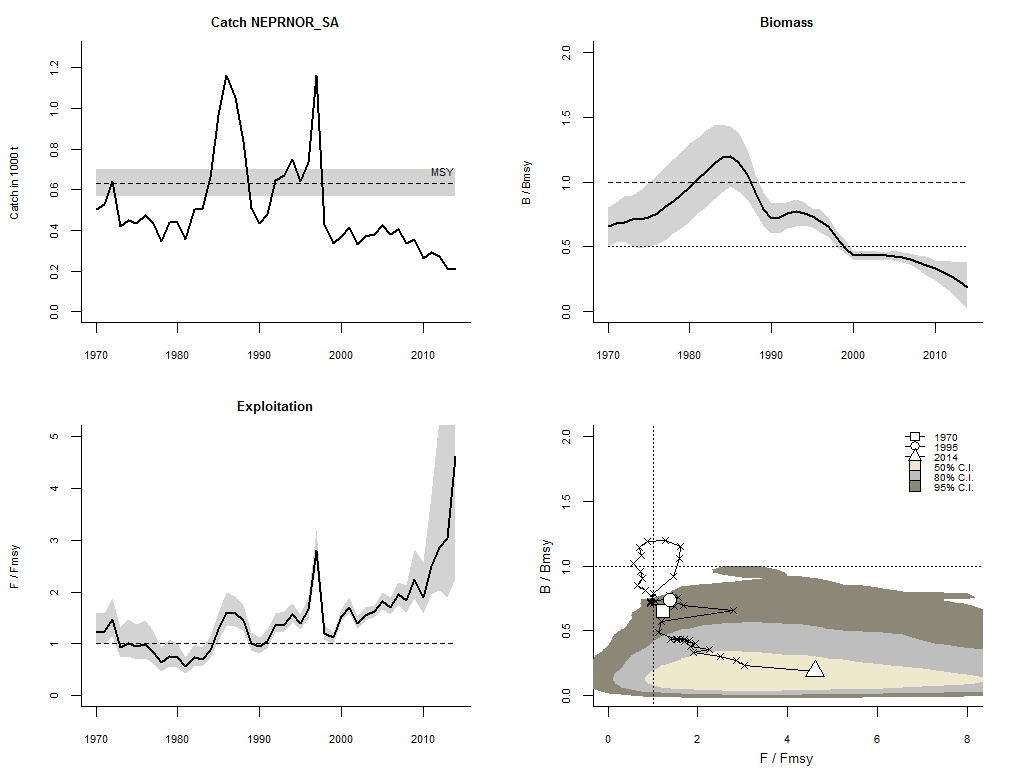 Catch NEPRNOR_SA
Catch in 1000 t
1.2
1.0
0.8
0.6
0.4
0.2
0.0
MSY
1970 1980 1990 2000 2010
Biomass
B / Bmsy
2.0
1.5
1.0
0.5
0.0
1970 1980 1990 2000 2010
Exploitation
F / Fmsy
5
4
3
2
1
0
1970 1980 1990 2000 2010
B / Bmsy
2.0
1.5
1.0
0.5
0.0
1970
1995
2014
50% C.I.
80% C.I.
95% C.I.
0 2 4 6 8
F / Fmsy